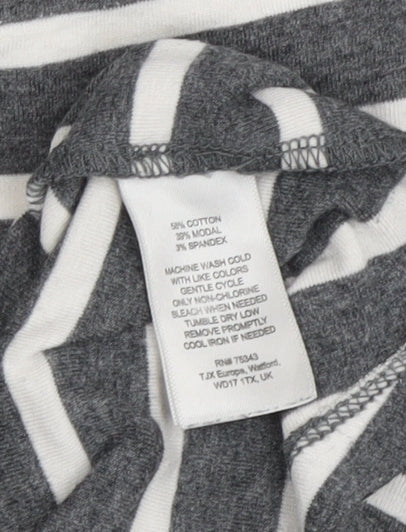 58% COTTON
39% MODAL
3% SPANDEX
MACHINE WASH COLD
WITH LIKE COLORS
GENTLE CYCLE
ONLY NON-CHLORINE
BLEACH WHEN NEEDED
TUMBLE DRY LOW
REMOVE PROMPTLY
COOL IRON IF NEEDED
RN# 75343
TJX Europe, Watford,
WD17 1TX, UK